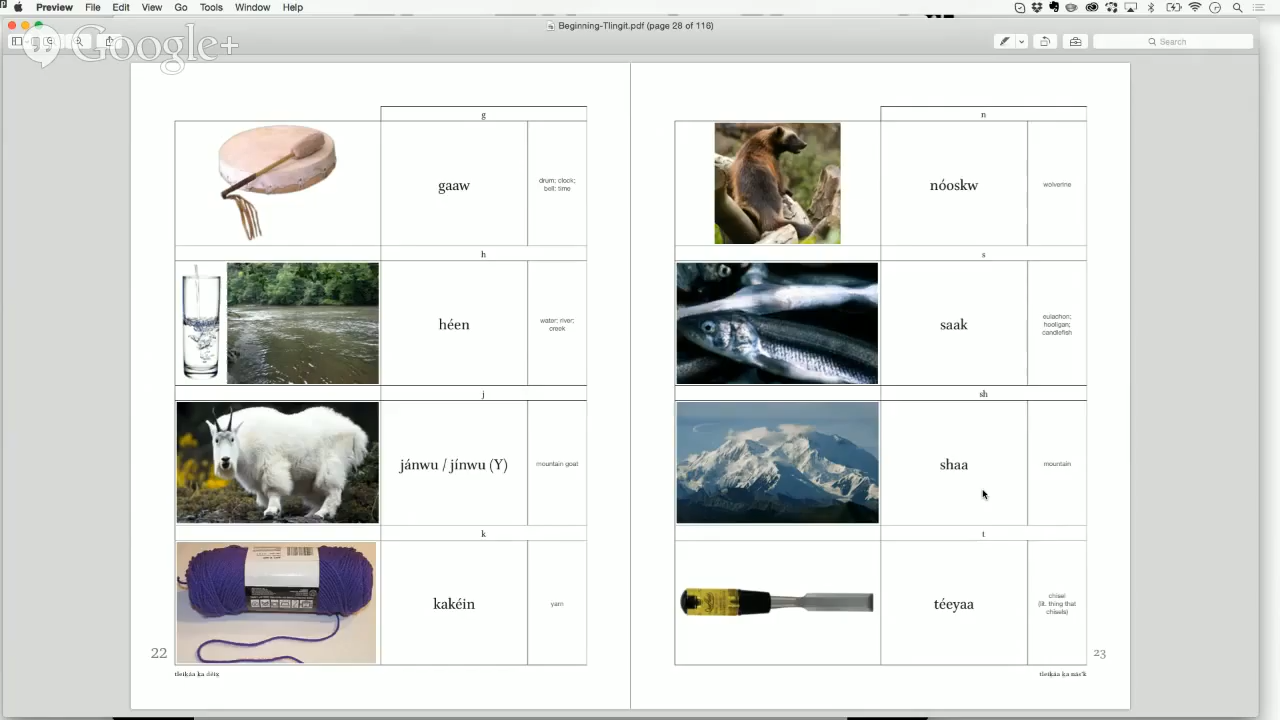 Preview File Edit View Go Tools Window Help
Beginning-Tlingit.pdf (page 28 of 116)
Google+
Search
g
gaaw
drum; clock;
bell; time
h
héen
water; river;
creek
j
jánwu / jínwu (Y)
mountain goat
k
kakéin
yarn
22
n
nóoskw
wolverine
s
saak
eulachon;
hooligan;
candlefish
sh
shaa
mountain
t
téeyaa
chisel
(lit. thing that
chisels)
23